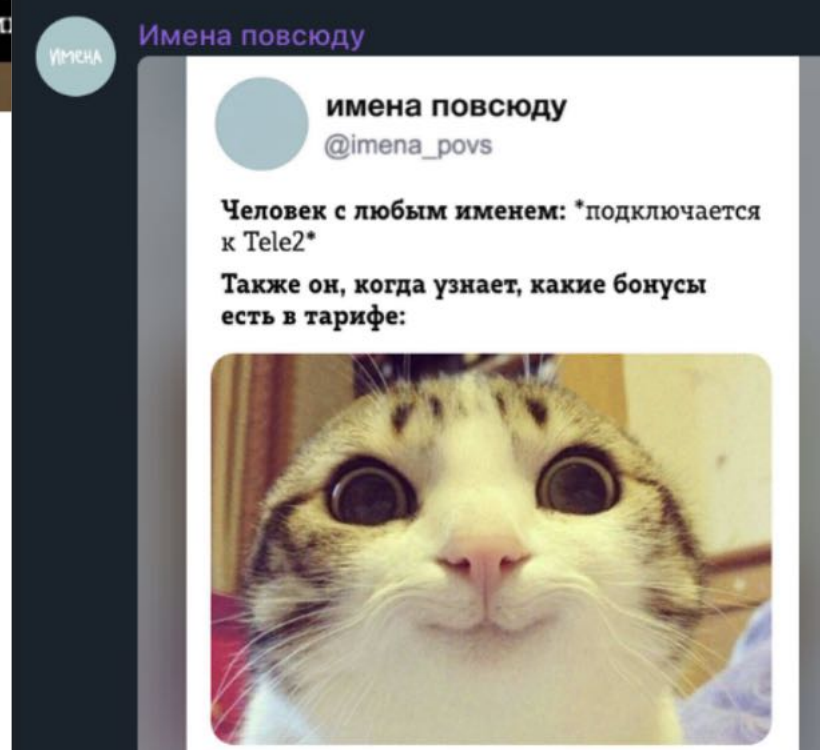 ИМЕНА
Имена повсюду
имена повсюду
@imena_povs
Человек с любым именем: *подключается
к Tele2*
Также он, когда узнает, какие бонусы
есть в тарифе: